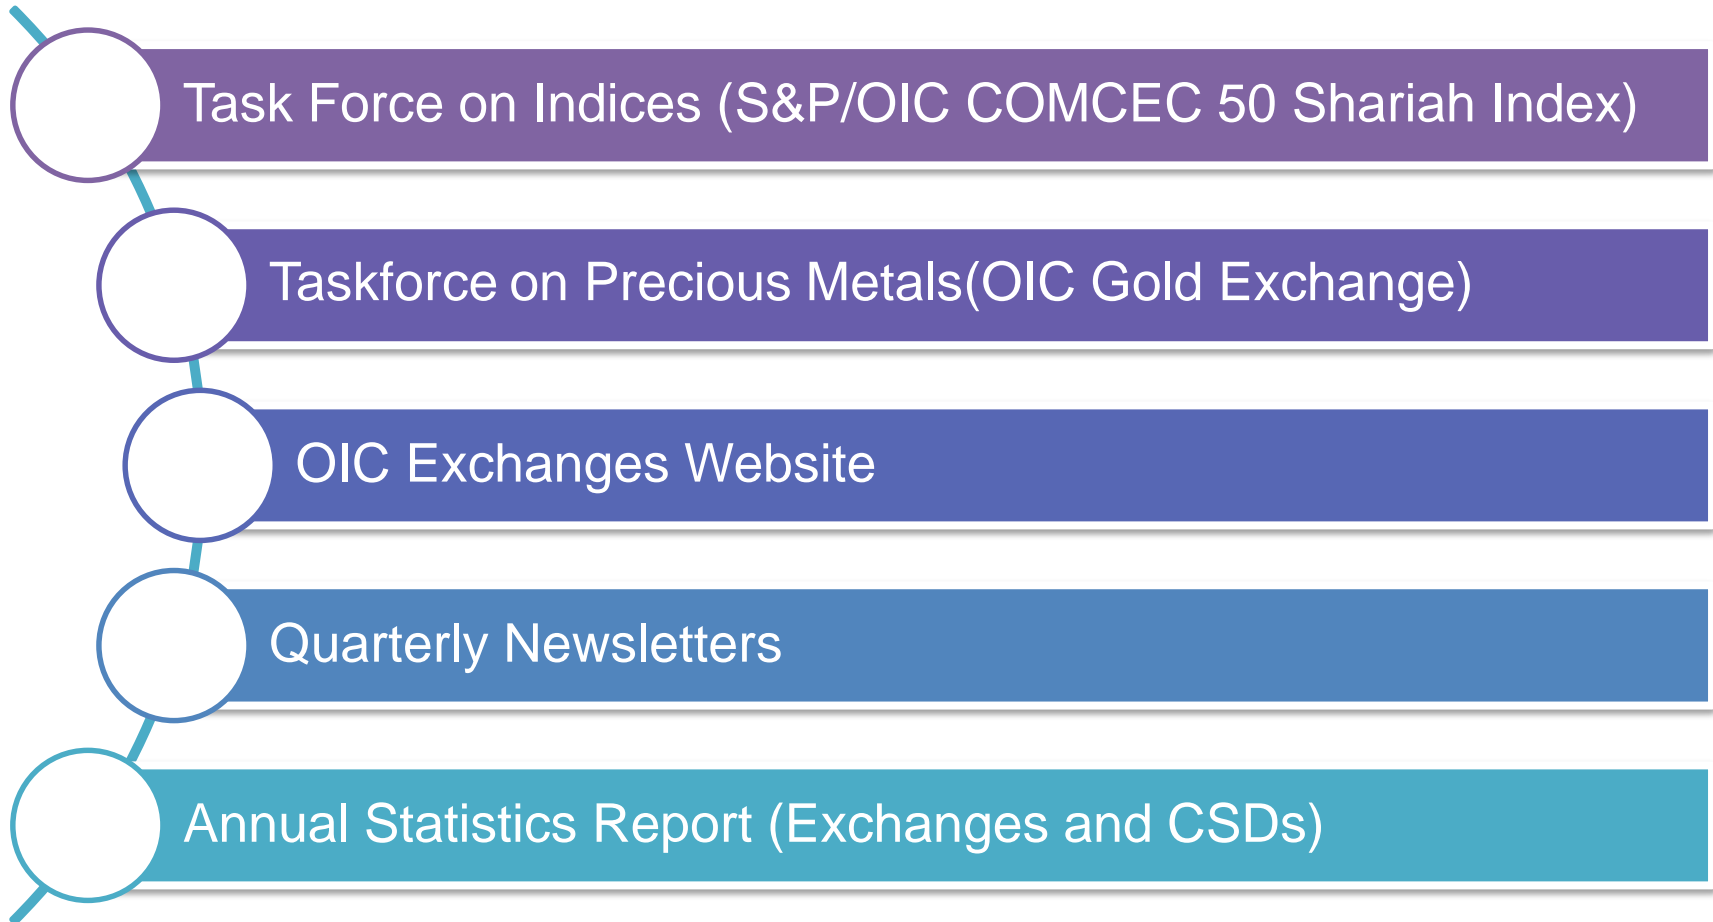 Task Force on Indices (S&P/OIC COMCEC 50 Shariah Index)
Taskforce on Precious Metals(OIC Gold Exchange)
OIC Exchanges Website
Quarterly Newsletters
Annual Statistics Report (Exchanges and CSDs)